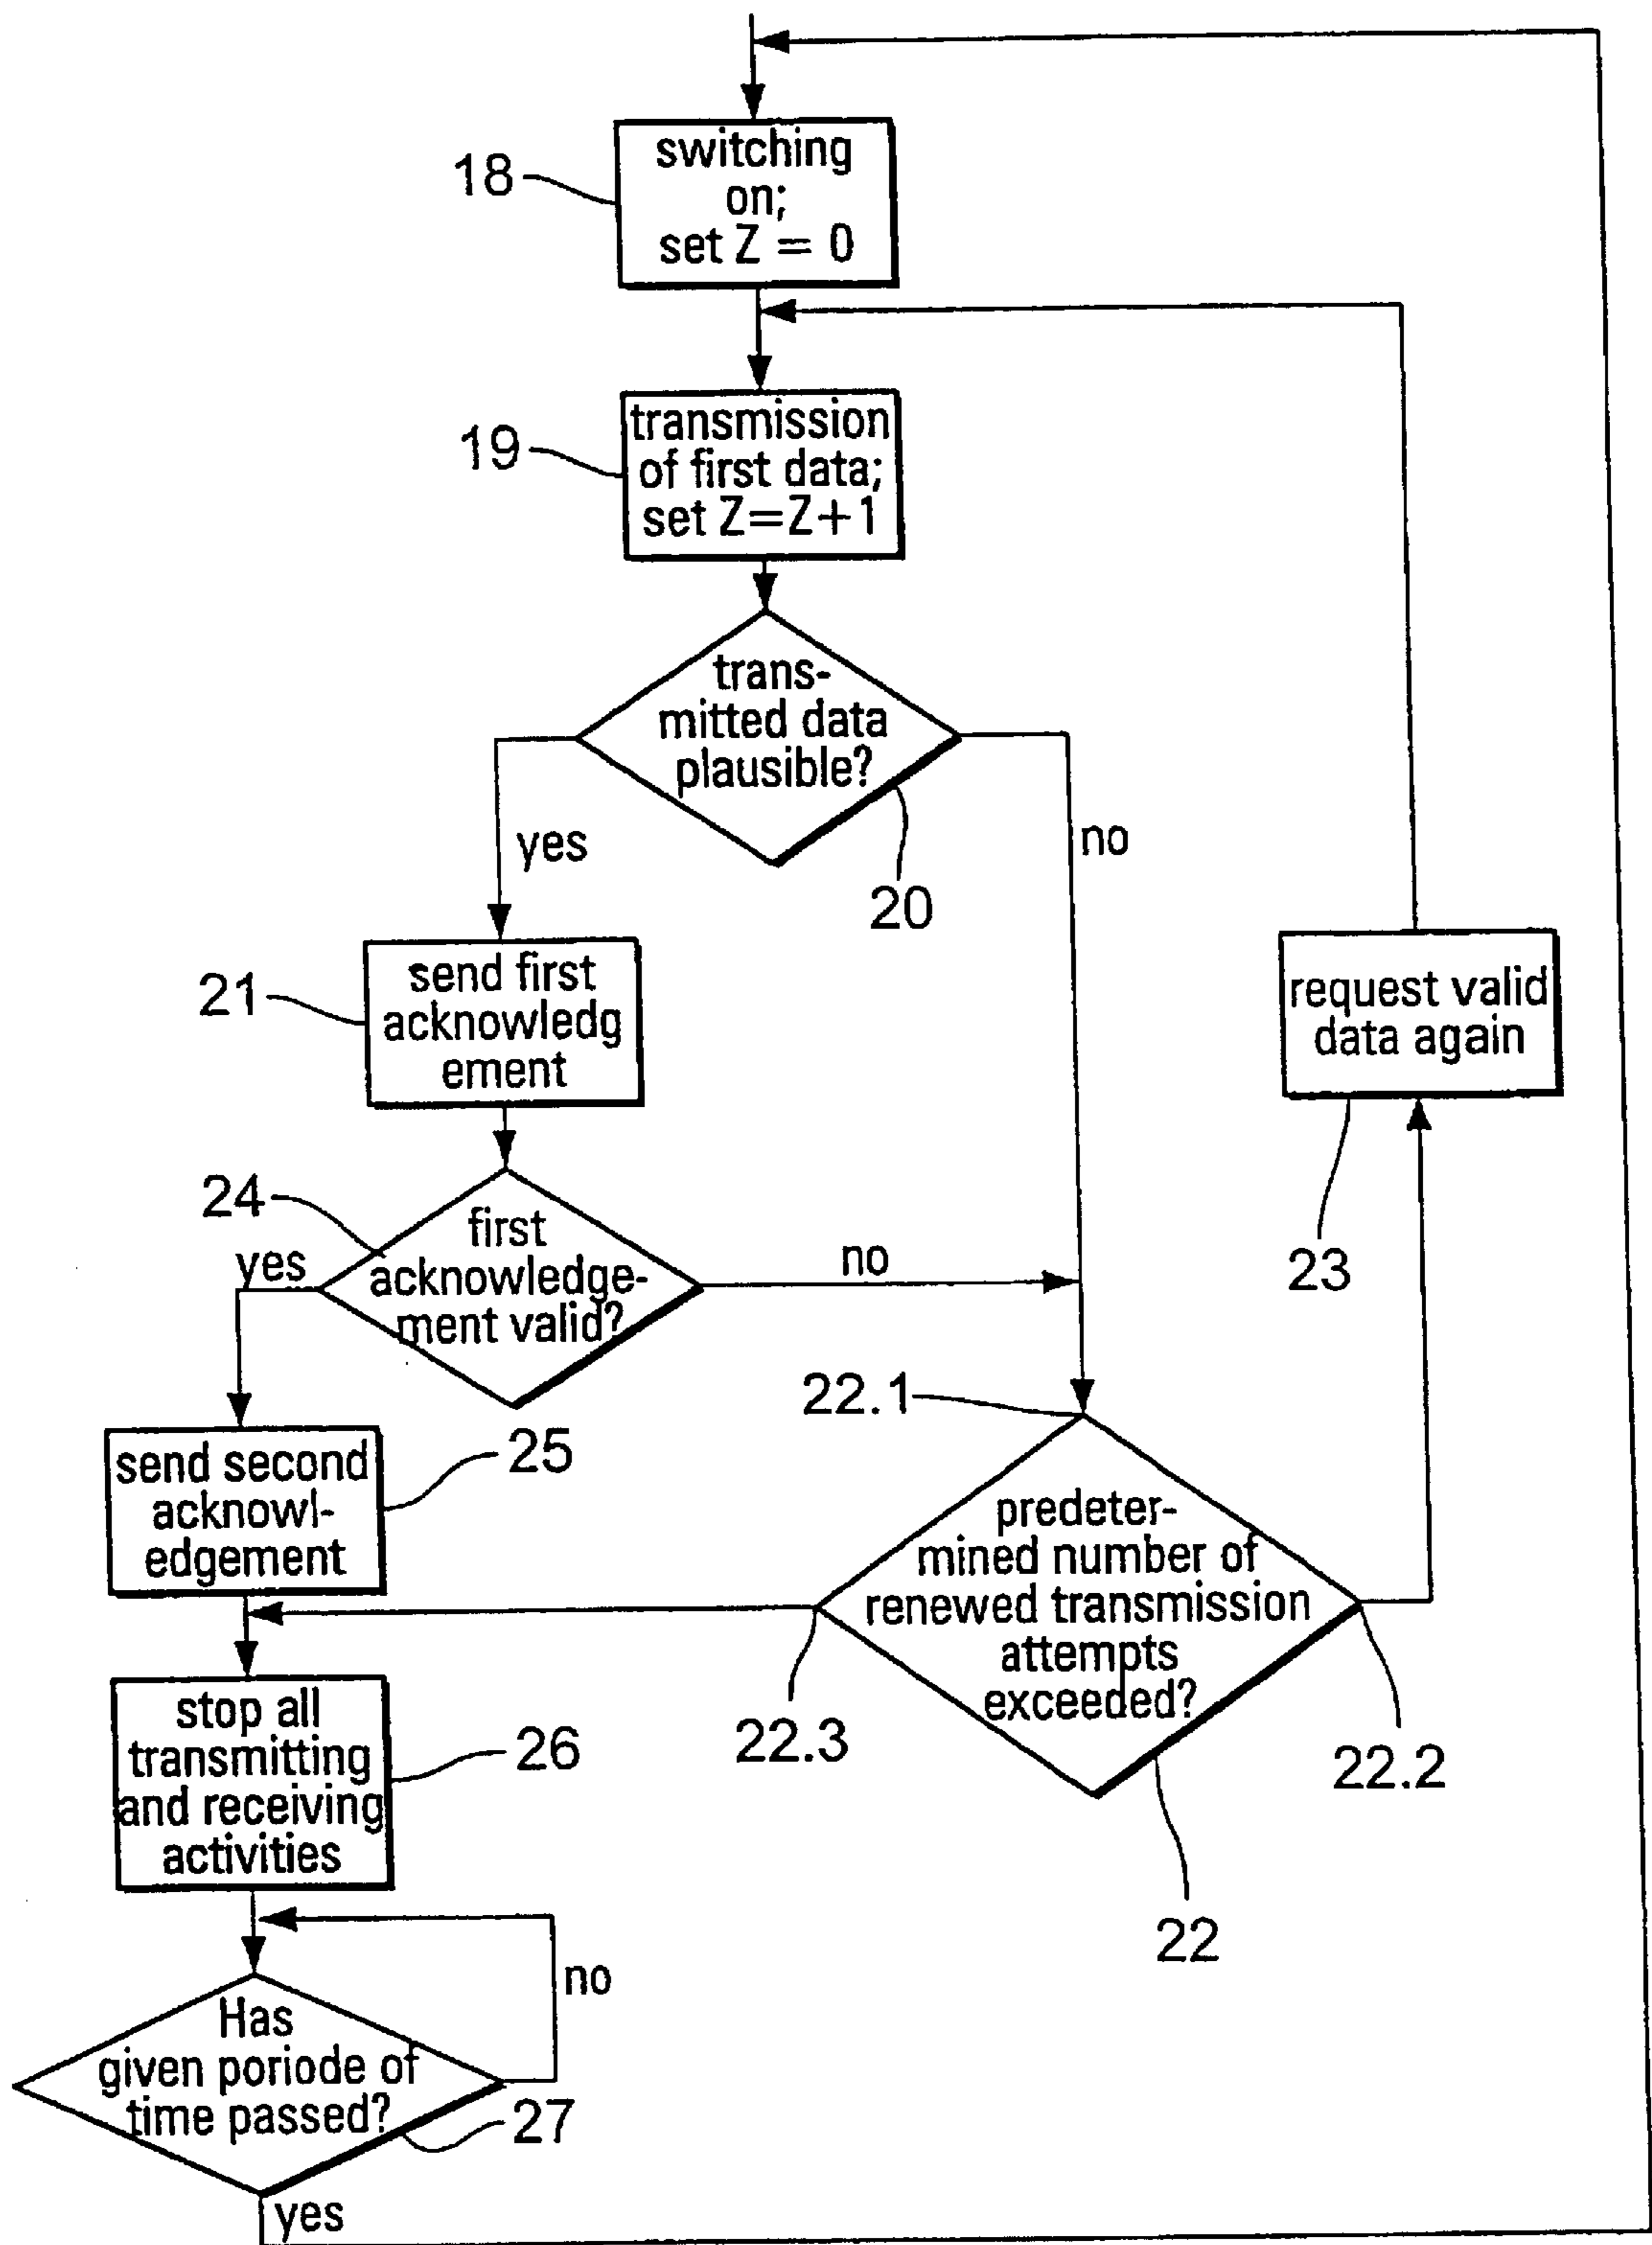 18
switching
on;
set Z = 0
19
transmission
of first data;
set Z=Z+1
trans-
mitted data
plausible?
yes
no
20
21
send first
acknowledg
ement
request valid
data again
23
24
first
acknowledge-
ment valid?
yes
no
22.1
send second
acknowl-
edgement
25
predeter-
mined number of
renewed transmission
attempts
exceeded?
22.3
22.2
22
stop all
transmitting
and receiving
activities
26
no
Has
given poriode of
time passed?
27
yes